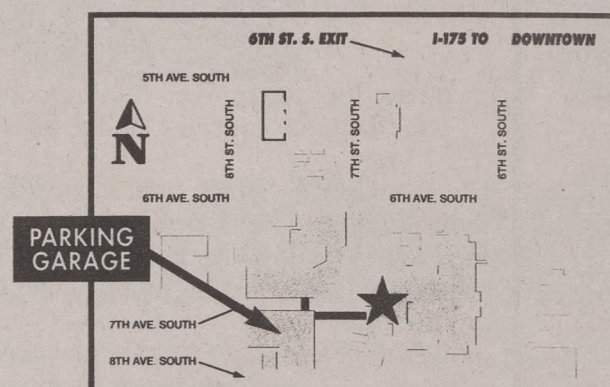 6TH ST. S. EXIT
I-175 TO DOWNTOWN
5TH AVE. SOUTH
N
8TH ST. SOUTH
7TH ST. SOUTH
6TH ST. SOUTH
6TH AVE. SOUTH
6TH AVE. SOUTH
PARKING
GARAGE
7TH AVE. SOUTH
8TH AVE. SOUTH